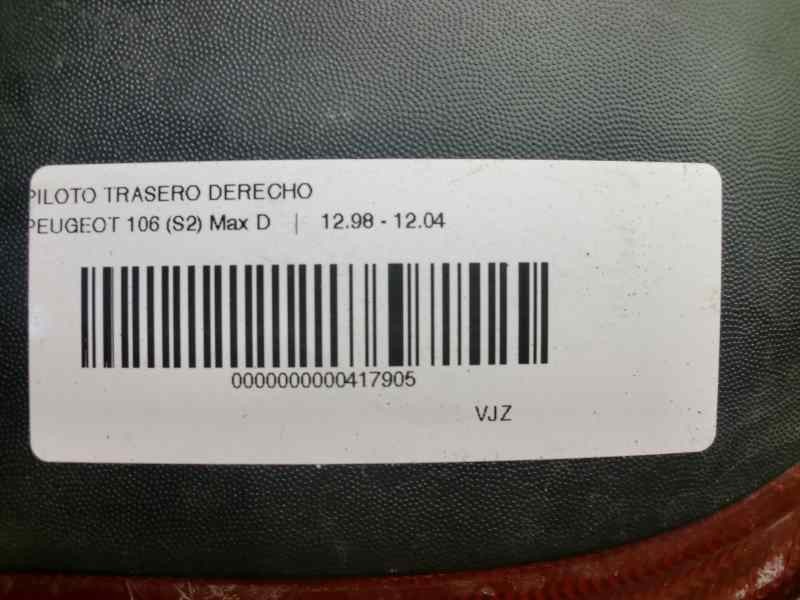 PILOTO TRASERO DERECHO
PEUGEOT 106 (S2) Max D | 12.98 - 12.04
0000000000417905
VJZ